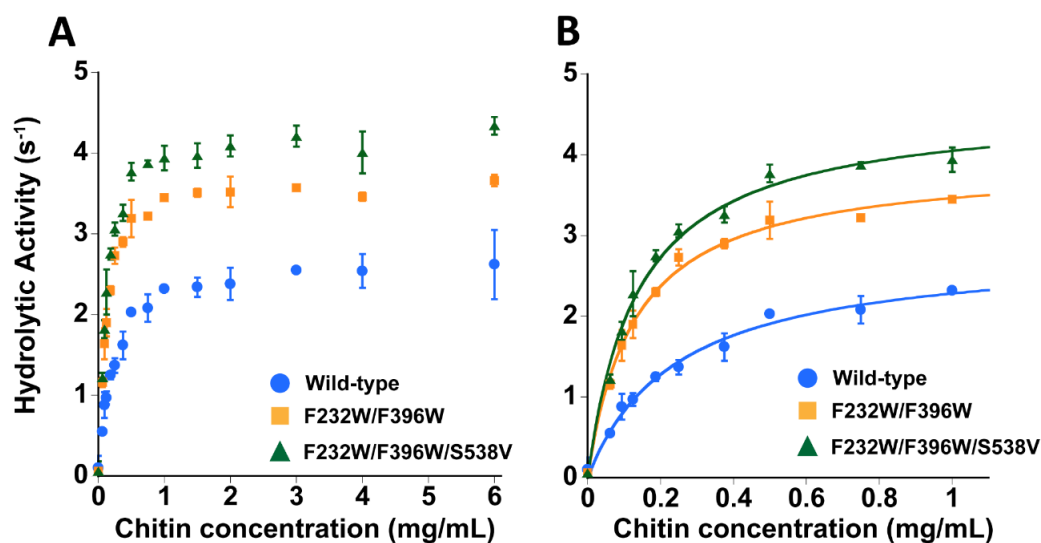 A
B
Hydrolytic Activity (s⁻¹)
5
4
3
2
1
0
0 1 2 3 4 5 6
Chitin concentration (mg/mL)
Wild-type
F232W/F396W
F232W/F396W/S538V
5
4
3
2
1
0
0 0.2 0.4 0.6 0.8 1
Chitin concentration (mg/mL)
Wild-type
F232W/F396W
F232W/F396W/S538V